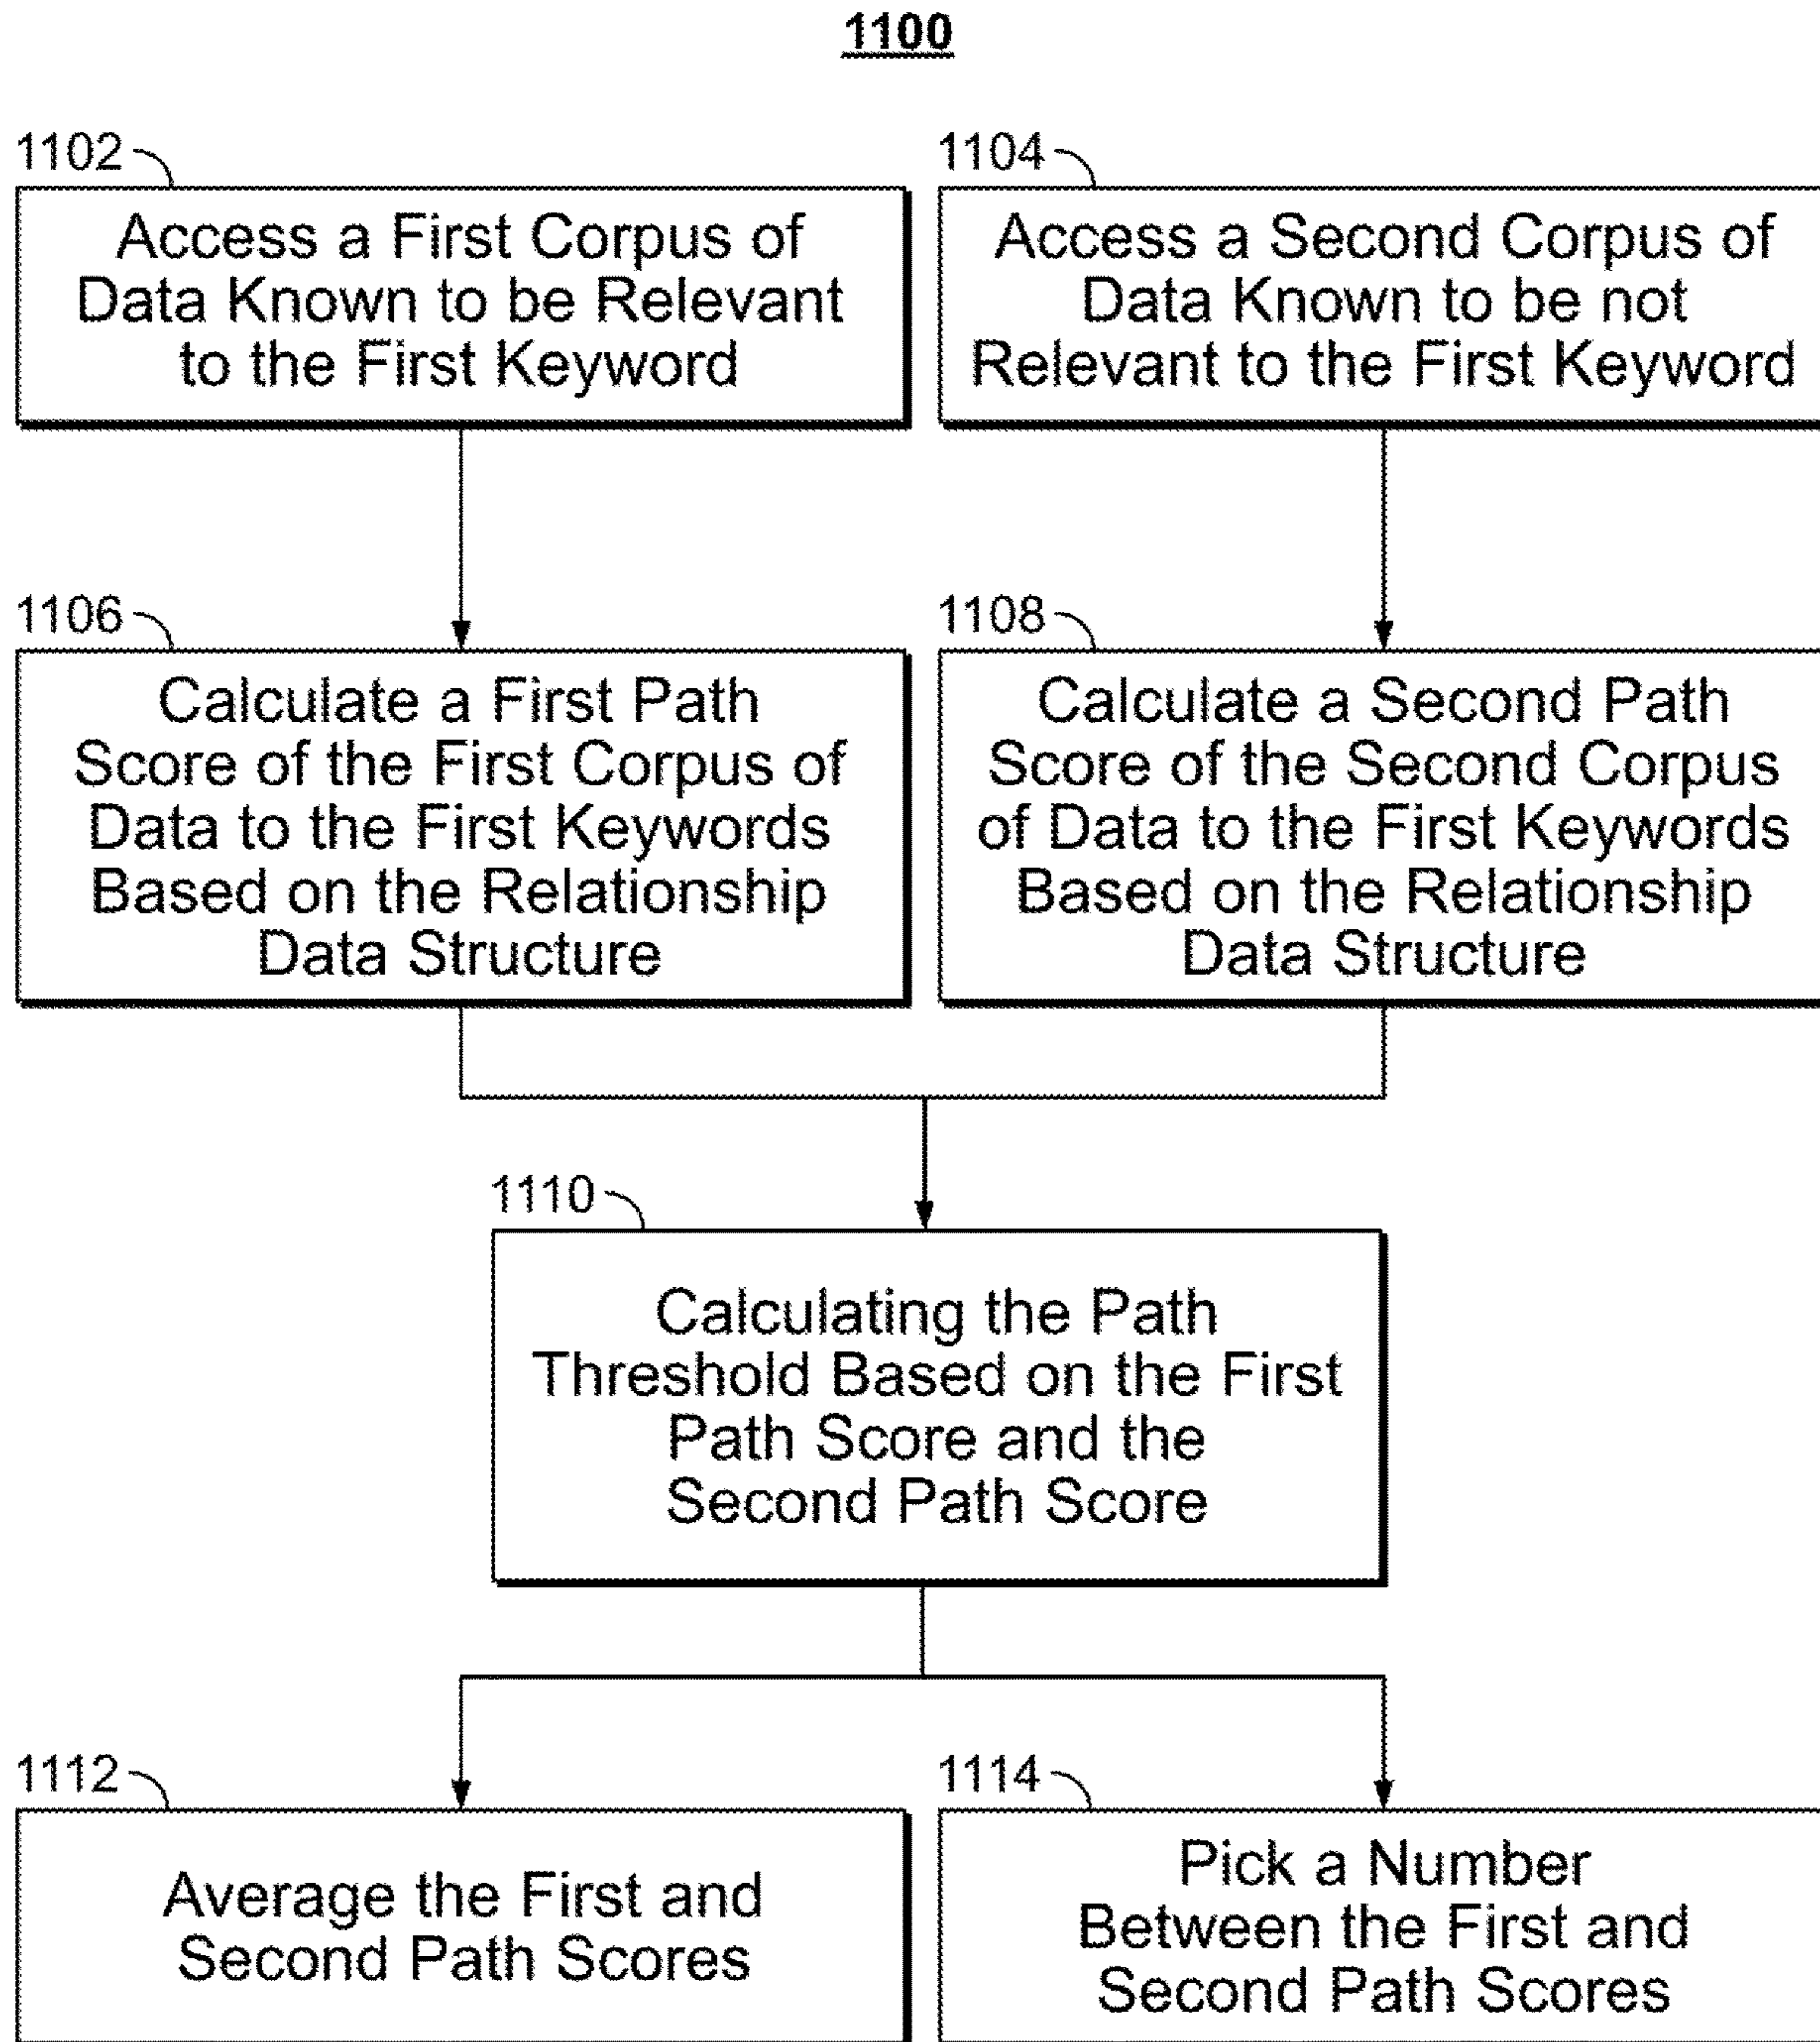 1100
1102
Access a First Corpus of
Data Known to be Relevant
to the First Keyword
1104
Access a Second Corpus of
Data Known to be not
Relevant to the First Keyword
1106
Calculate a First Path
Score of the First Corpus of
Data to the First Keywords
Based on the Relationship
Data Structure
1108
Calculate a Second Path
Score of the Second Corpus
of Data to the First Keywords
Based on the Relationship
Data Structure
1110
Calculating the Path
Threshold Based on the First
Path Score and the
Second Path Score
1112
Average the First and
Second Path Scores
1114
Pick a Number
Between the First and
Second Path Scores